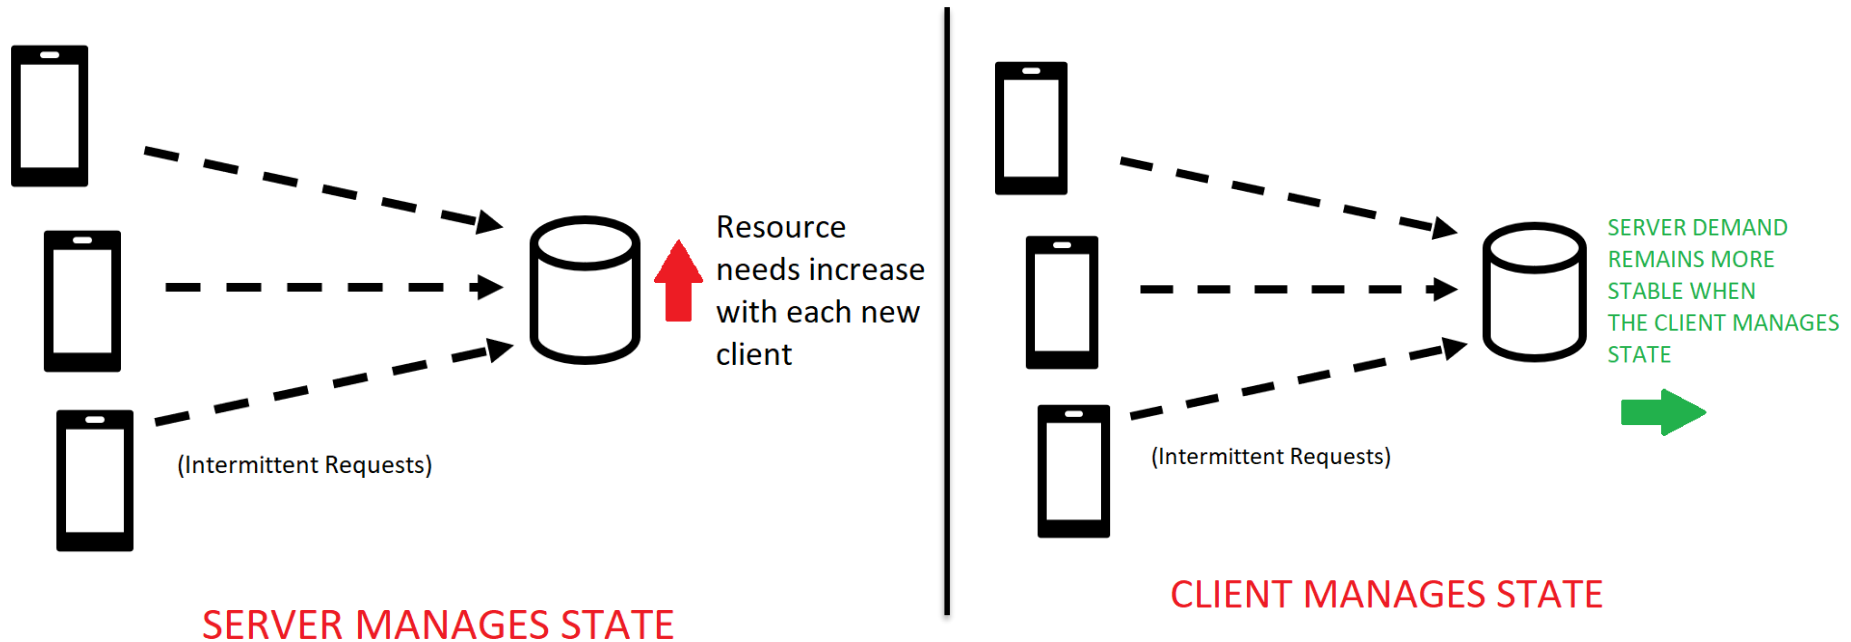 Resource
needs increase
with each new
client
(Intermittent Requests)
SERVER MANAGES STATE
SERVER DEMAND
REMAINS MORE
STABLE WHEN
THE CLIENT MANAGES
STATE
(Intermittent Requests)
CLIENT MANAGES STATE